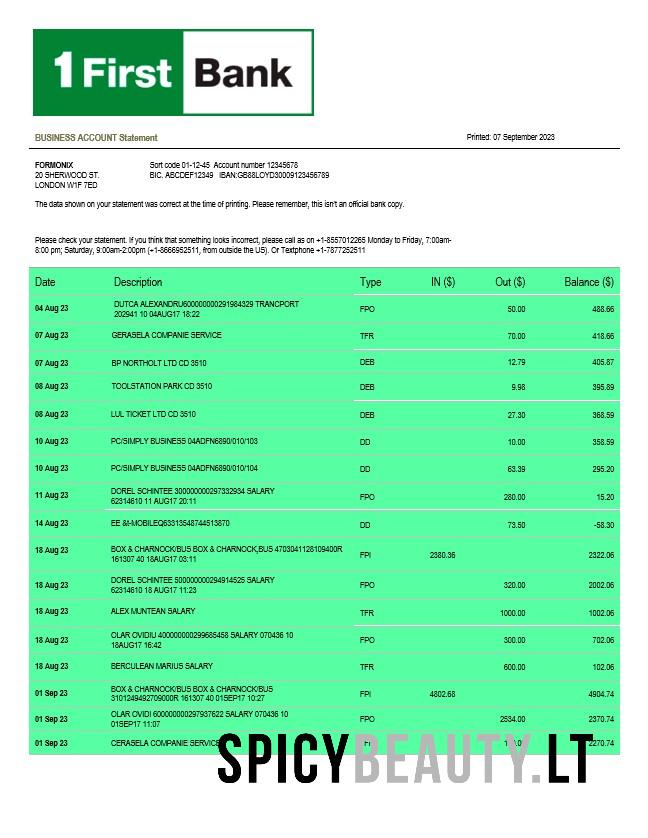 1 First Bank
BUSINESS ACCOUNT Statement Printed: 07 September 2023
FORMONIX Sort code 01-12-45 Account number 12345678
20 SHERWOOD ST. BIC. ABCDEF12349 IBAN:GB88LOYD30009123456789
LONDON W1F 7ED
The data shown on your statement was correct at the time of printing. Please remember, this isn't an official bank copy.
Please check your statement. If you think that something looks incorrect, please call as on +1-8557012265 Monday to Friday, 7:00am-
8:00 pm; Saturday, 9:00am-2:00pm (+1-8666952511, from outside the US). Or Textphone +1-7877252511
Date Description Type IN ($) Out ($) Balance ($)
04 Aug 23 DUTCA ALEXANDRU600000000291984329 TRANCPORT FPO 50.00 488.66
202941 10 04AUG17 18:22
07 Aug 23 GERASELA COMPANIE SERVICE TFR 70.00 418.66
07 Aug 23 BP NORTHOLT LTD CD 3510 DEB 12.79 405.87
08 Aug 23 TOOLSTATION PARK CD 3510 DEB 9.98 395.89
08 Aug 23 LUL TICKET LTD CD 3510 DEB 27.30 368.59
10 Aug 23 PC/SIMPLY BUSINESS 04ADFN6890/010/103 DD 10.00 358.59
10 Aug 23 PC/SIMPLY BUSINESS 04ADFN6890/010/104 DD 63.39 295.20
11 Aug 23 DOREL SCHINTEE 300000000297332934 SALARY FPO 280.00 15.20
62314610 11 AUG17 20:11
14 Aug 23 EE &t-MOBILEQ63313548744513870 DD 73.50 -58.30
18 Aug 23 BOX & CHARNOCK/BUS BOX & CHARNOCK,BUS 4703041128109400R FPI 2380.36 2322.06
161307 40 18AUG17 03:11
18 Aug 23 DOREL SCHINTEE 500000000294914525 SALARY FPO 320.00 2002.06
62314610 18 AUG17 11:23
18 Aug 23 ALEX MUNTEAN SALARY TFR 1000.00 1002.06
18 Aug 23 OLAR OVIDIU 400000000299685458 SALARY 070436 10 FPO 300.00 702.06
18AUG17 16:42
18 Aug 23 BERCULEAN MARIUS SALARY TFR 600.00 102.06
01 Sep 23 BOX & CHARNOCK/BUS BOX & CHARNOCK/BUS FPI 4802.68 4904.74
3101249492709000R 161307 40 01SEP17 10:27
01 Sep 23 OLAR OVIDI 600000000297937622 SALARY 070436 10 FPO 2534.00 2370.74
01SEP17 11:07
01 Sep 23 CERASELA COMPANIE SERVICE 2270.74
SPICYBEAUTY.LT